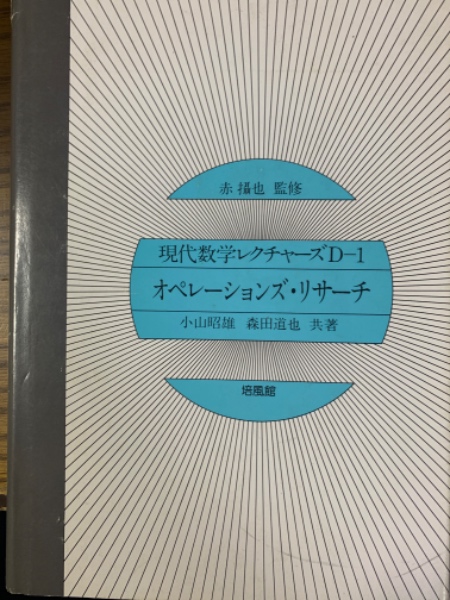 赤 攝也 監修
現代数学レクチャーズD-1
オペレーションズ・リサーチ
小山昭雄 森田道也 共著
培風館